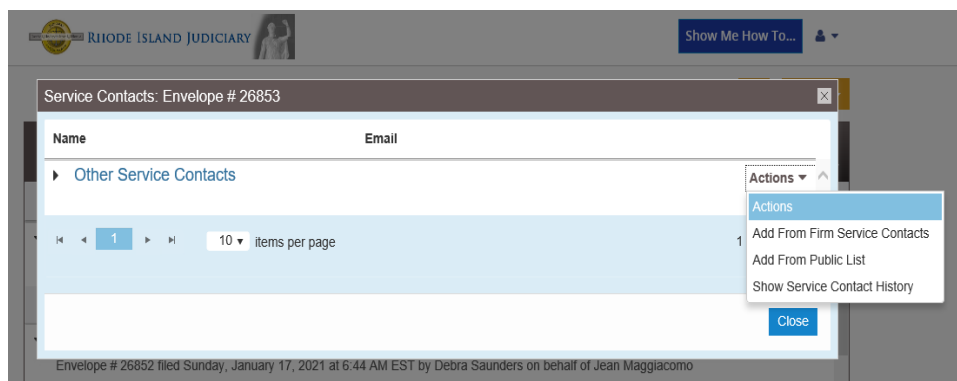 RHODE ISLAND JUDICIARY
Show Me How To...
Service Contacts: Envelope # 26853
Name Email
Other Service Contacts
Actions
Actions
Add From Firm Service Contacts
1 10 items per page 1
Add From Public List
Show Service Contact History
Close
Envelope # 26852 filed Sunday, January 17, 2021 at 6:44 AM EST by Debra Saunders on behalf of Jean Maggiacomo